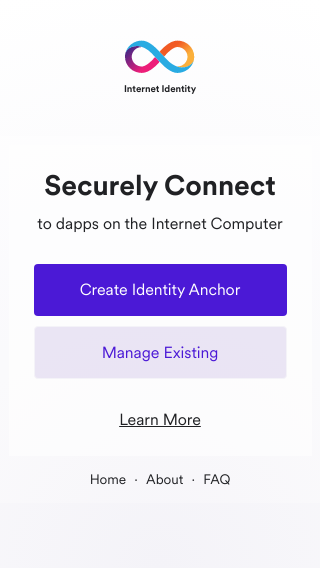 Internet Identity
Securely Connect
to dapps on the Internet Computer
Create Identity Anchor
Manage Existing
Learn More
Home · About · FAQ